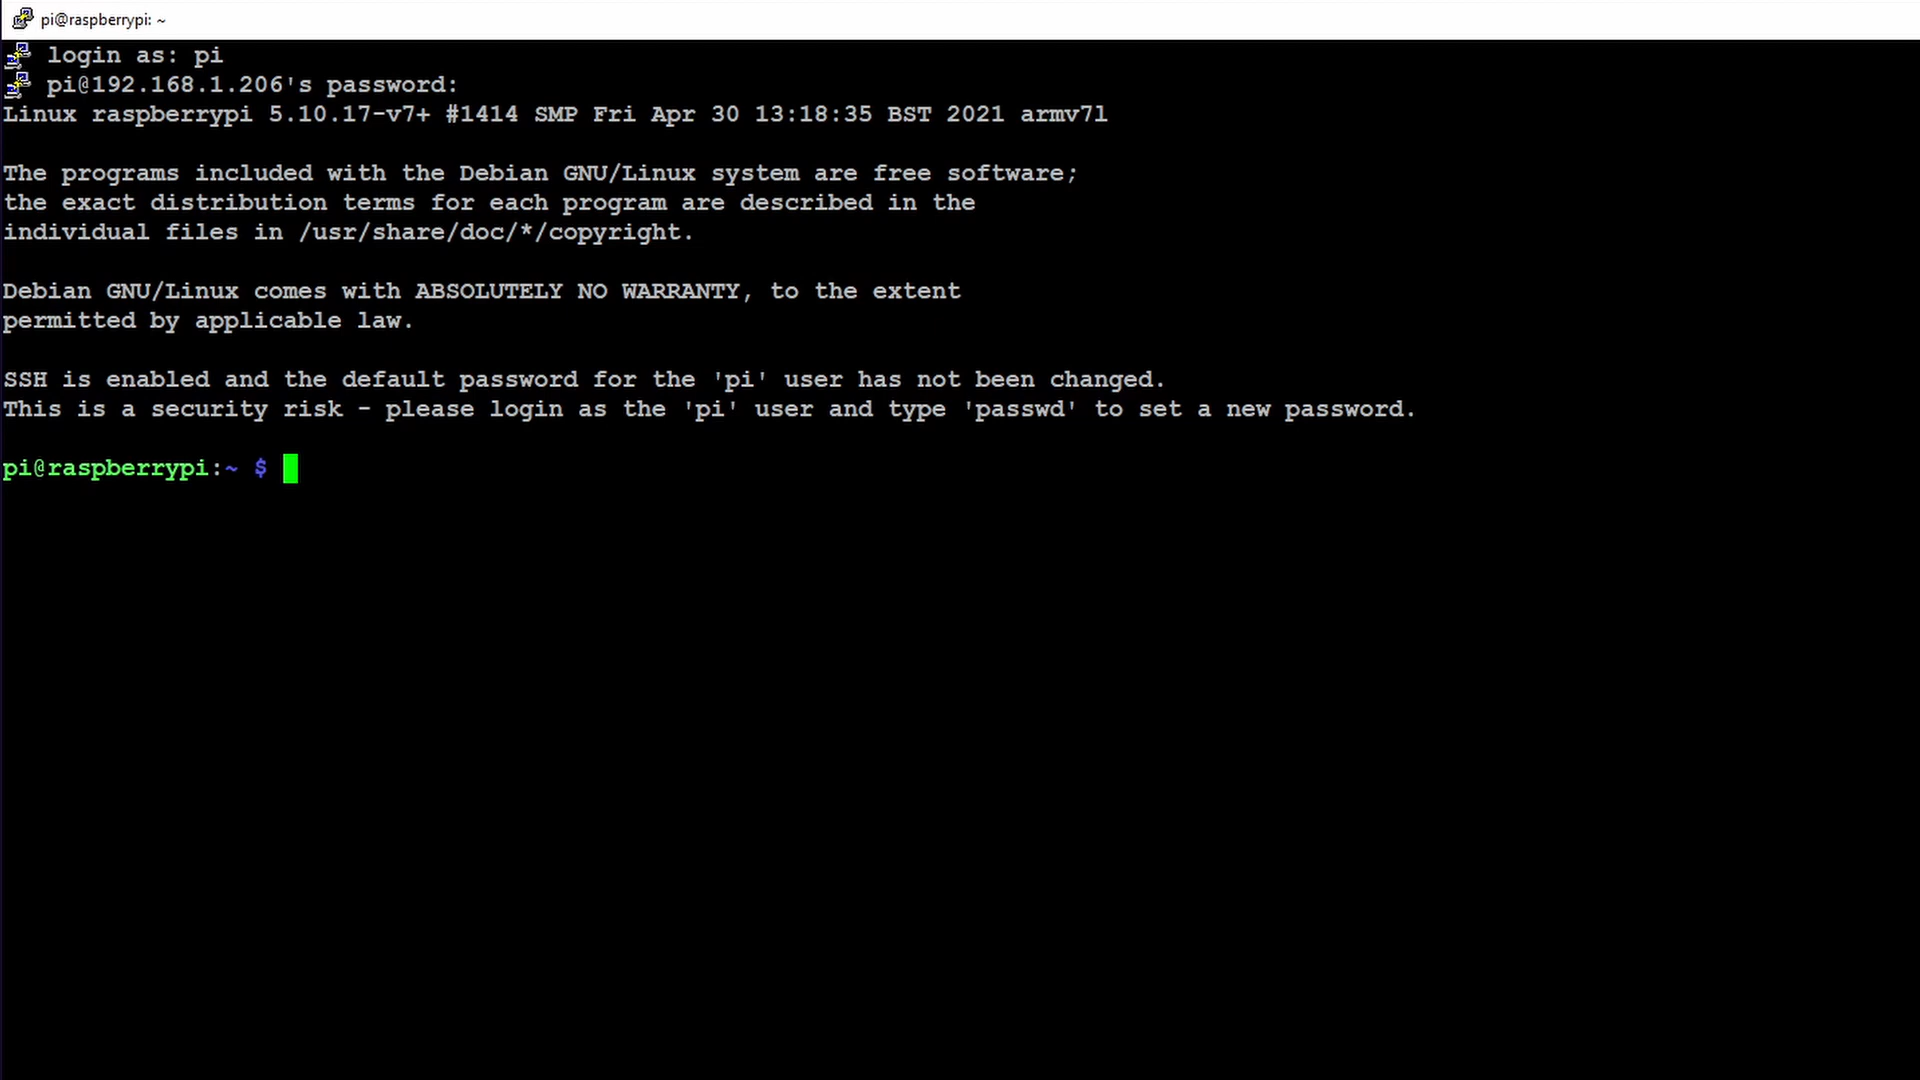 pi@raspberrypi: ~
login as: pi
pi@192.168.1.206's password:
Linux raspberrypi 5.10.17-v7+ #1414 SMP Fri Apr 30 13:18:35 BST 2021 armv7l
The programs included with the Debian GNU/Linux system are free software;
the exact distribution terms for each program are described in the
individual files in /usr/share/doc/*/copyright.
Debian GNU/Linux comes with ABSOLUTELY NO WARRANTY, to the extent
permitted by applicable law.
SSH is enabled and the default password for the 'pi' user has not been changed.
This is a security risk - please login as the 'pi' user and type 'passwd' to set a new password.
pi@raspberrypi:~ $